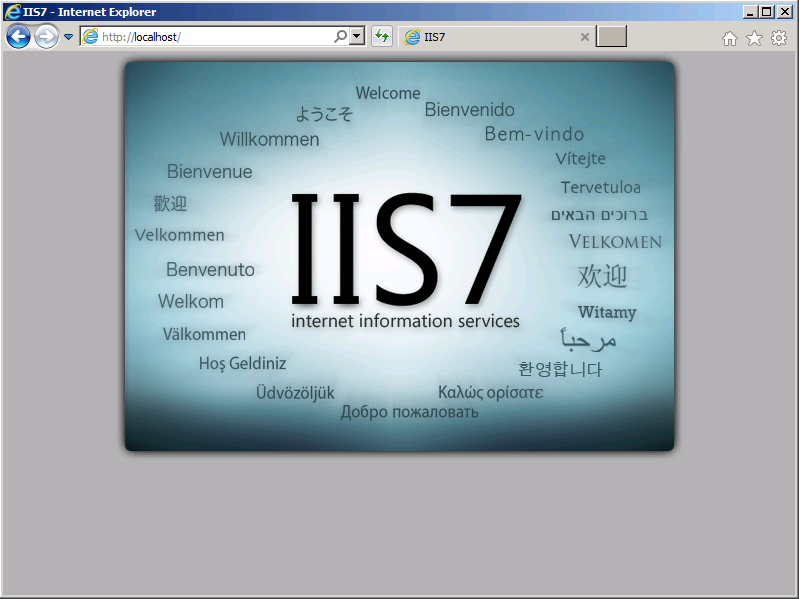 IIS7 - Internet Explorer
http://localhost/
IIS7
Welcome
Bienvenido
ようこそ
Bem-vindo
Willkommen
Vítejte
Bienvenue
Tervetuloa
歡迎
ברוכים הבאים
Velkommen
VELKOMEN
IIS7
Benvenuto
欢迎
Welkom
Witamy
internet information services
Välkommen
مرحباً
Hoş Geldiniz
환영합니다
Üdvözöljük
Καλώς ορίσατε
Добро пожаловать